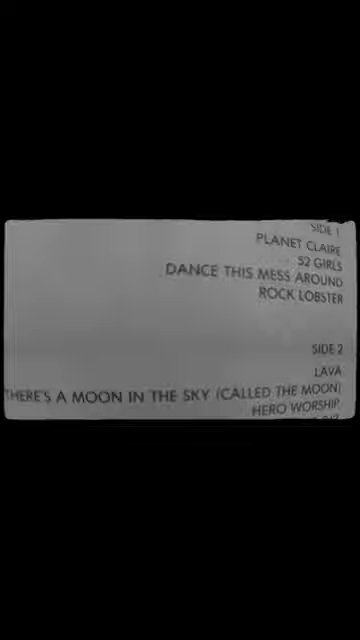 SIDE 1
PLANET CLAIRE
52 GIRLS
DANCE THIS MESS AROUND
ROCK LOBSTER
SIDE 2
LAVA
THERE'S A MOON IN THE SKY (CALLED THE MOON)
HERO WORSHIP